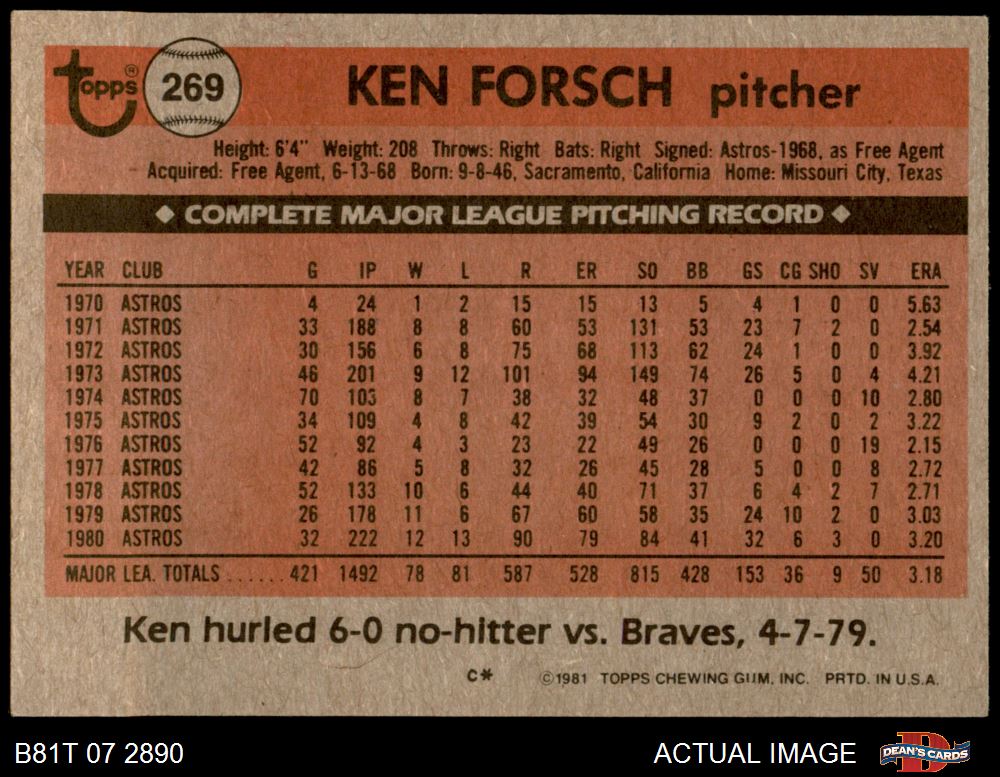 topps® 269 KEN FORSCH pitcher
Height: 6'4" Weight: 208 Throws: Right Bats: Right Signed: Astros-1968, as Free Agent
Acquired: Free Agent, 6-13-68 Born: 9-8-46, Sacramento, California Home: Missouri City, Texas
◆ COMPLETE MAJOR LEAGUE PITCHING RECORD ◆
YEAR CLUB G IP W L R ER SO BB GS CG SHO SV ERA
1970 ASTROS 4 24 1 2 15 15 13 5 4 1 0 0 5.63
1971 ASTROS 33 188 8 8 60 53 131 53 23 7 2 0 2.54
1972 ASTROS 30 156 6 8 75 68 113 62 24 1 0 0 3.92
1973 ASTROS 46 201 9 12 101 94 149 74 26 5 0 4 4.21
1974 ASTROS 70 103 8 7 38 32 48 37 0 0 0 10 2.80
1975 ASTROS 34 109 4 8 42 39 54 30 9 2 0 2 3.22
1976 ASTROS 52 92 4 3 23 22 49 26 0 0 0 19 2.15
1977 ASTROS 42 86 5 8 32 26 45 28 5 0 0 8 2.72
1978 ASTROS 52 133 10 6 44 40 71 37 6 4 2 7 2.71
1979 ASTROS 26 178 11 6 67 60 58 35 24 10 2 0 3.03
1980 ASTROS 32 222 12 13 90 79 84 41 32 6 3 0 3.20
MAJOR LEA. TOTALS ...... 421 1492 78 81 587 528 815 428 153 36 9 50 3.18
Ken hurled 6-0 no-hitter vs. Braves, 4-7-79.
C* ©1981 TOPPS CHEWING GUM, INC. PRTD. IN U.S.A.
B81T 07 2890 ACTUAL IMAGE DEAN'S CARDS